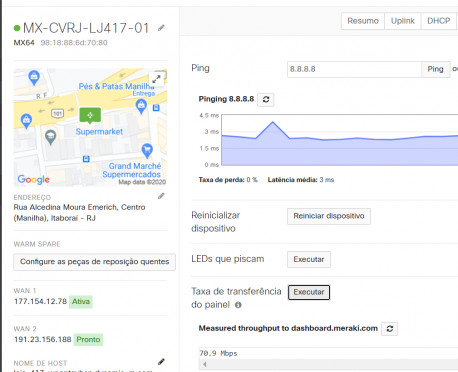 MX-CVRJ-LJ417-01
MX64 98:18:88:6d:70:80
Pés & Patas Manilha
Entrega
R. F
101
Supermarket
Grand Marché
Supermercados
Google
Map data ©2020
ENDEREÇO
Rua Alcedina Moura Emerich, Centro
(Manilha), Itaboraí - RJ
WARM SPARE
Configure as peças de reposição quentes
WAN 1
177.154.12.78 Ativa
WAN 2
191.23.156.188 Pronto
NOME DE HOST
Resumo Uplink DHCP
Ping 8.8.8.8 Ping ou
Pinging 8.8.8.8
4.5 ms
3.0 ms
1.5 ms
0 ms
Taxa de perda: 0 % Latência média: 3 ms
Reinicializar
dispositivo
Reiniciar dispositivo
LEDs que piscam Executar
Taxa de transferência
do painel
Executar
Measured throughput to dashboard.meraki.com
70.9 Mbps